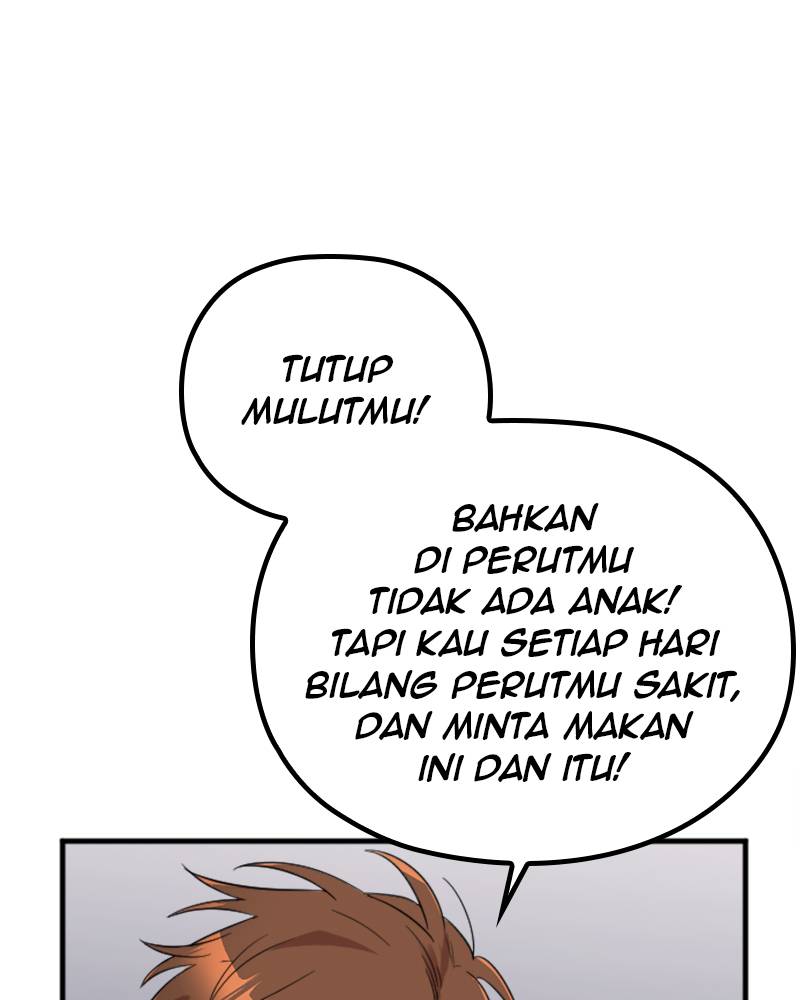 TUTUP
MULUTMU!
BAHKAN
DI PERUTMU
TIDAK ADA ANAK!
TAPI KAU SETIAP HARI
BILANG PERUTMU SAKIT,
DAN MINTA MAKAN
INI DAN ITU!